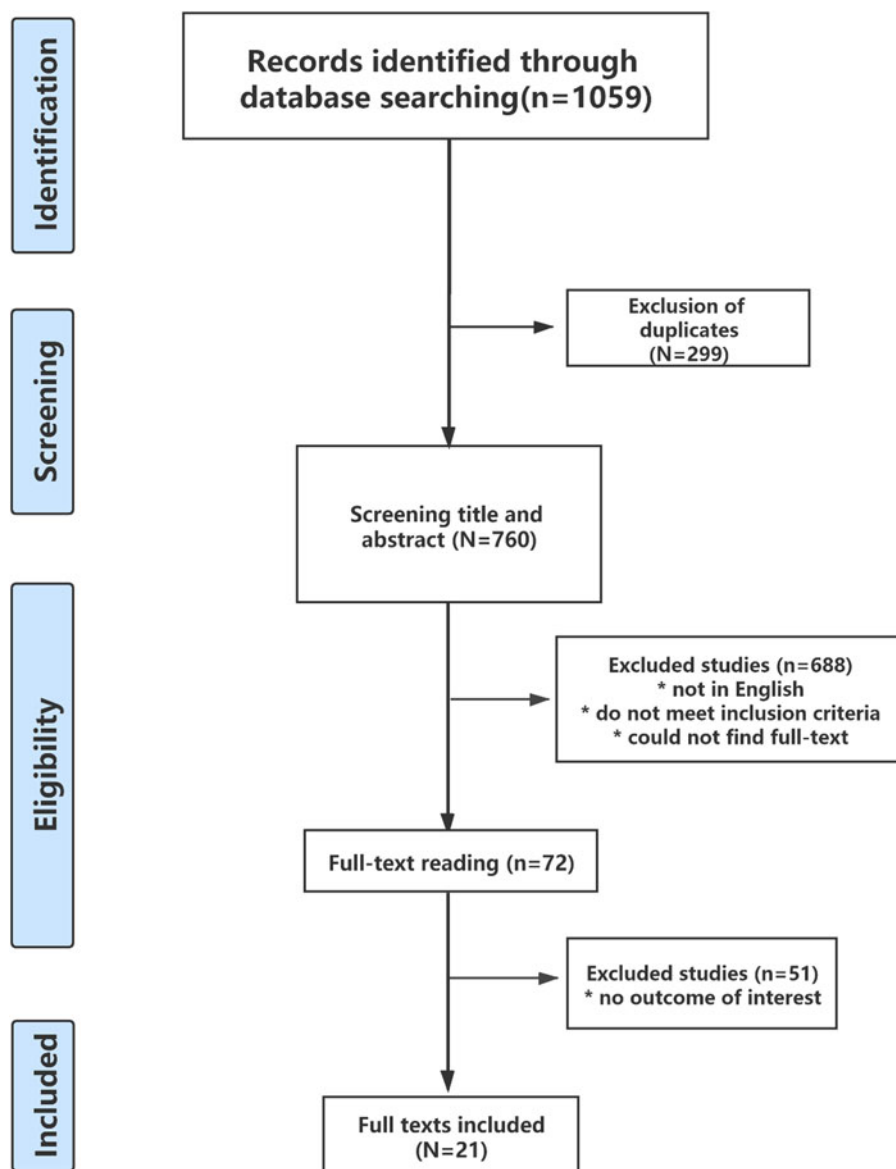 Identification
Records identified through
database searching(n=1059)
Exclusion of
duplicates
(N=299)
Screening
Screening title and
abstract (N=760)
Eligibility
Excluded studies (n=688)
* not in English
* do not meet inclusion criteria
* could not find full-text
Full-text reading (n=72)
Excluded studies (n=51)
* no outcome of interest
Included
Full texts included
(N=21)